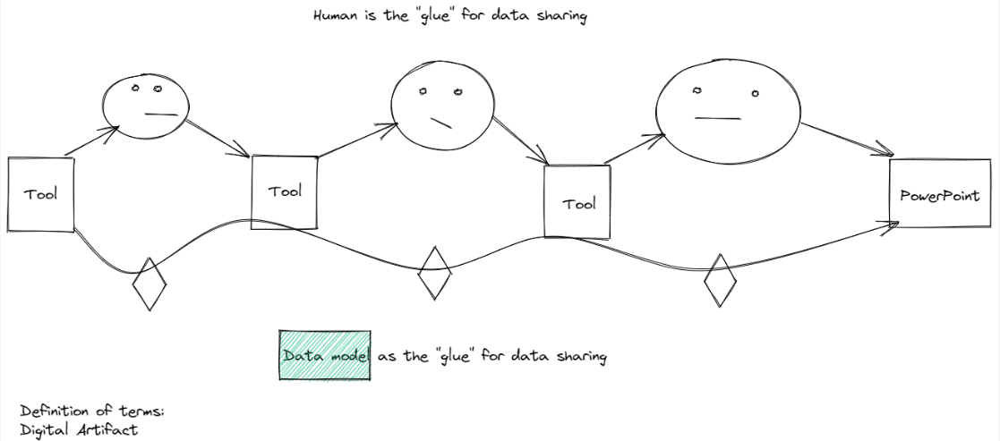 Human is the "glue" for data sharing
Tool
Tool
Tool
PowerPoint
Data model as the "glue" for data sharing
Definition of terms:
Digital Artifact